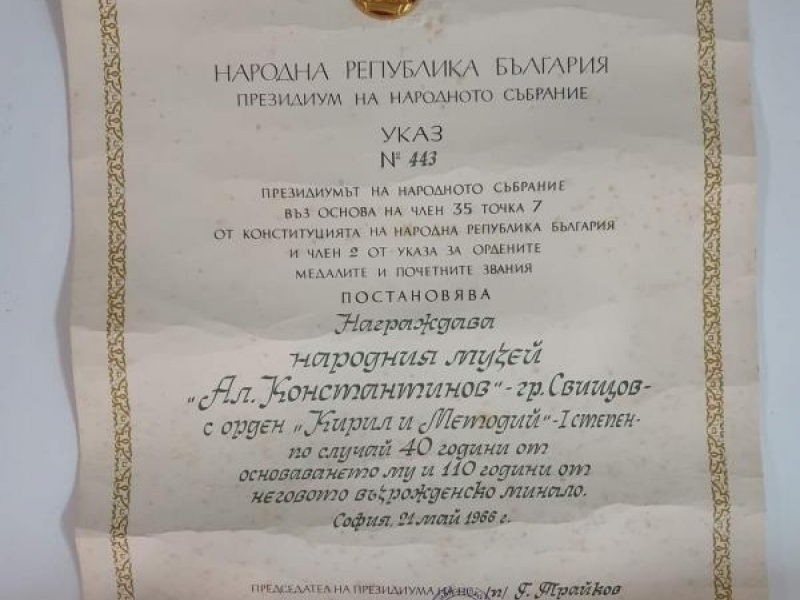 НАРОДНА РЕПУБЛИКА БЪЛГАРИЯ
ПРЕЗИДИУМ НА НАРОДНОТО СЪБРАНИЕ
УКАЗ
№ 443
ПРЕЗИДИУМЪТ НА НАРОДНОТО СЪБРАНИЕ
ВЪЗ ОСНОВА НА ЧЛЕН 35 ТОЧКА 7
ОТ КОНСТИТУЦИЯТА НА НАРОДНА РЕПУБЛИКА БЪЛГАРИЯ
И ЧЛЕН 2 ОТ УКАЗА ЗА ОРДЕНИТЕ
МЕДАЛИТЕ И ПОЧЕТНИТЕ ЗВАНИЯ
ПОСТАНОВЯВА
Награждава
народния музей
„Ал. Константинов" - гр. Свищов -
с орден „Кирил и Методий" - I степен -
по случай 40 години от
основаването му и 110 години от
неговото възрожденско минало.
София, 21 май 1966 г.
ПРЕДСЕДАТЕЛ НА ПРЕЗИДИУМА НА НС: /п/ Г. Трайков